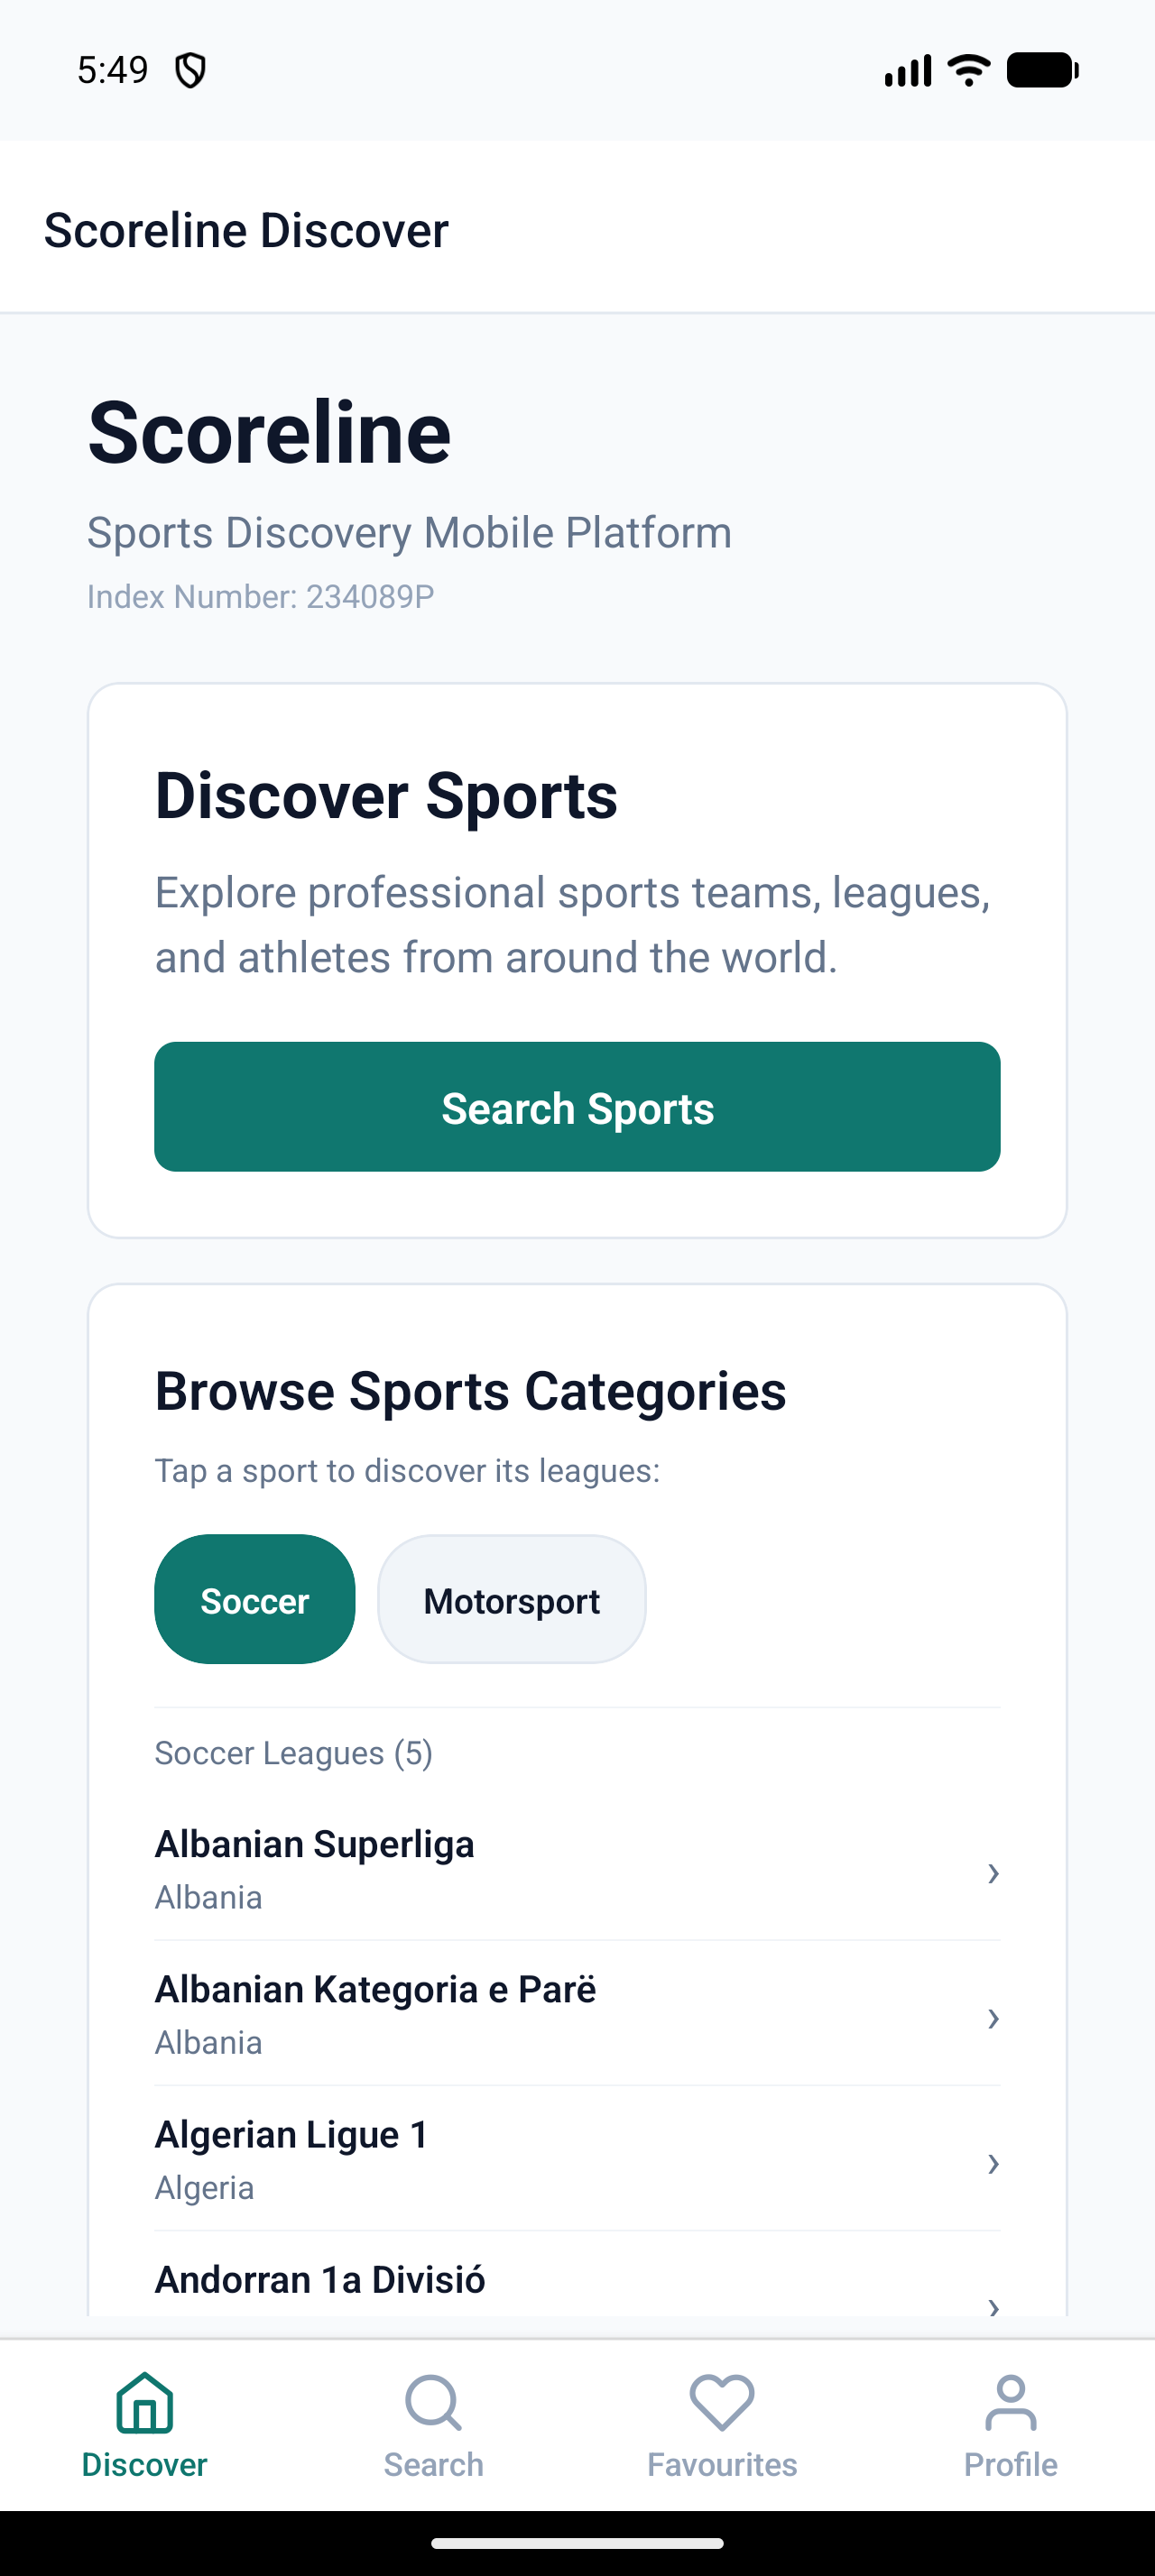 5:49
Scoreline Discover
Scoreline
Sports Discovery Mobile Platform
Index Number: 234089P
Discover Sports
Explore professional sports teams, leagues,
and athletes from around the world.
Search Sports
Browse Sports Categories
Tap a sport to discover its leagues:
Soccer Motorsport
Soccer Leagues (5)
Albanian Superliga
Albania
Albanian Kategoria e Parë
Albania
Algerian Ligue 1
Algeria
Andorran 1a Divisió
Discover Search Favourites Profile